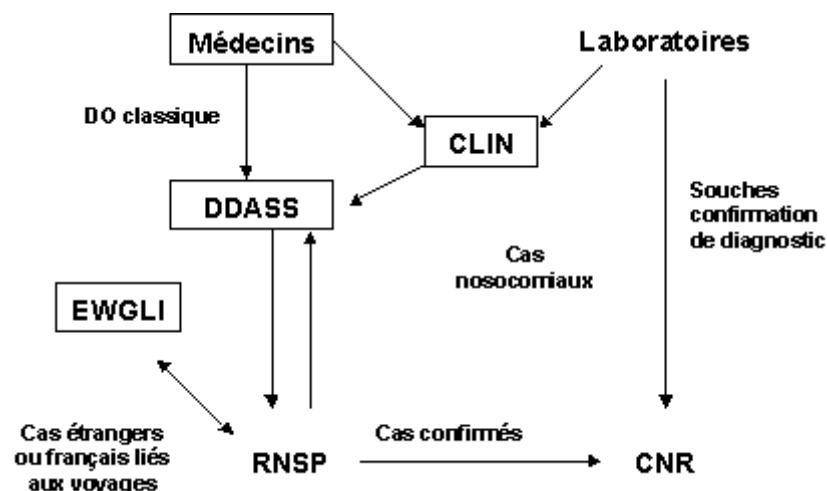 Médecins
Laboratoires
DO classique
CLIN
DDASS
Souches
confirmation
de diagnostic
Cas
nosocomiaux
EWGLI
Cas étrangers
ou français liés
aux voyages
RNSP
Cas confirmés
CNR